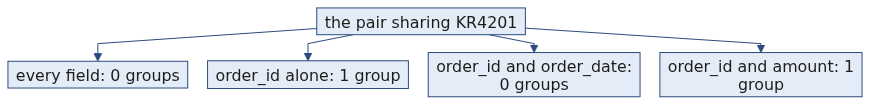 the pair sharing KR4201
every field: 0 groups
order_id alone: 1 group
order_id and order_date:
0 groups
order_id and amount: 1
group